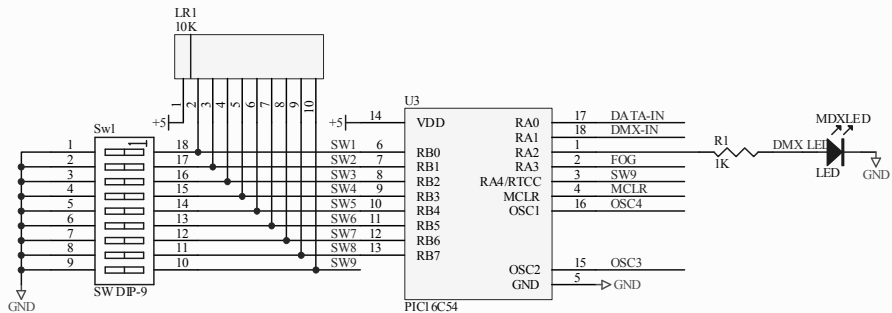 LR1
10K
1 2 3 4 5 6 7 8 9 10
+5
+5 14 VDD
U3
RA0 17 DATA-IN
RA1 18 DMX-IN
RA2 1
R1
1K
DMX LED
MDXLED
LED
GND
RA3 2 FOG
RA4/RTCC 3 SW9
MCLR 4 MCLR
OSC1 16 OSC4
OSC2 15 OSC3
GND 5 GND
Sw1
1
1 18 SW1 6 RB0
2 17 SW2 7 RB1
3 16 SW3 8 RB2
4 15 SW4 9 RB3
5 14 SW5 10 RB4
6 13 SW6 11 RB5
7 12 SW7 12 RB6
8 11 SW8 13 RB7
9 10 SW9
SW DIP-9
GND
PIC16C54